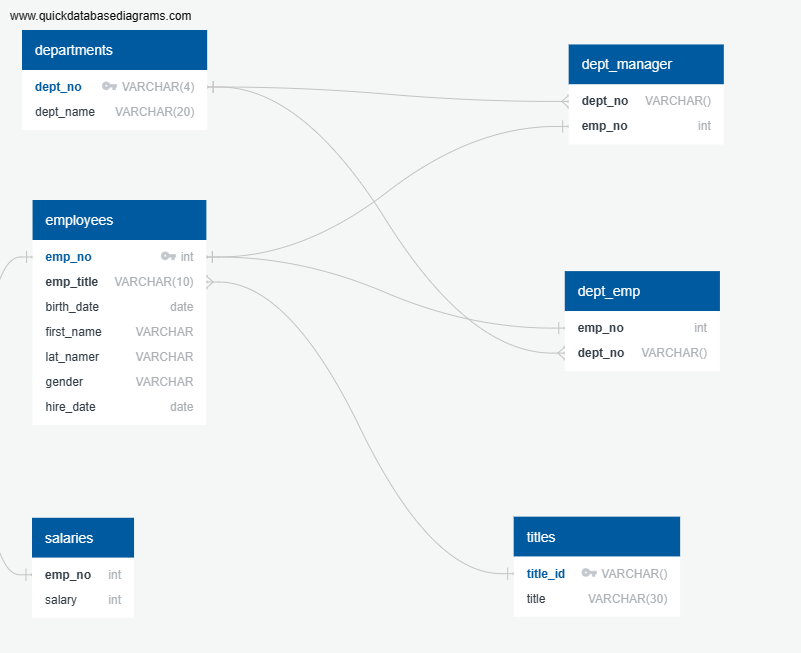 www.quickdatabasediagrams.com
departments
dept_no VARCHAR(4)
dept_name VARCHAR(20)
dept_manager
dept_no VARCHAR()
emp_no int
employees
emp_no int
emp_title VARCHAR(10)
birth_date date
first_name VARCHAR
lat_namer VARCHAR
gender VARCHAR
hire_date date
dept_emp
emp_no int
dept_no VARCHAR()
salaries
emp_no int
salary int
titles
title_id VARCHAR()
title VARCHAR(30)